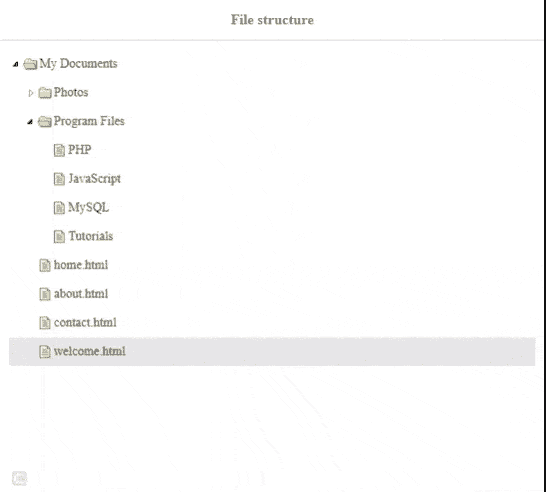 File structure
My Documents
Photos
Program Files
PHP
JavaScript
MySQL
Tutorials
home.html
about.html
contact.html
welcome.html